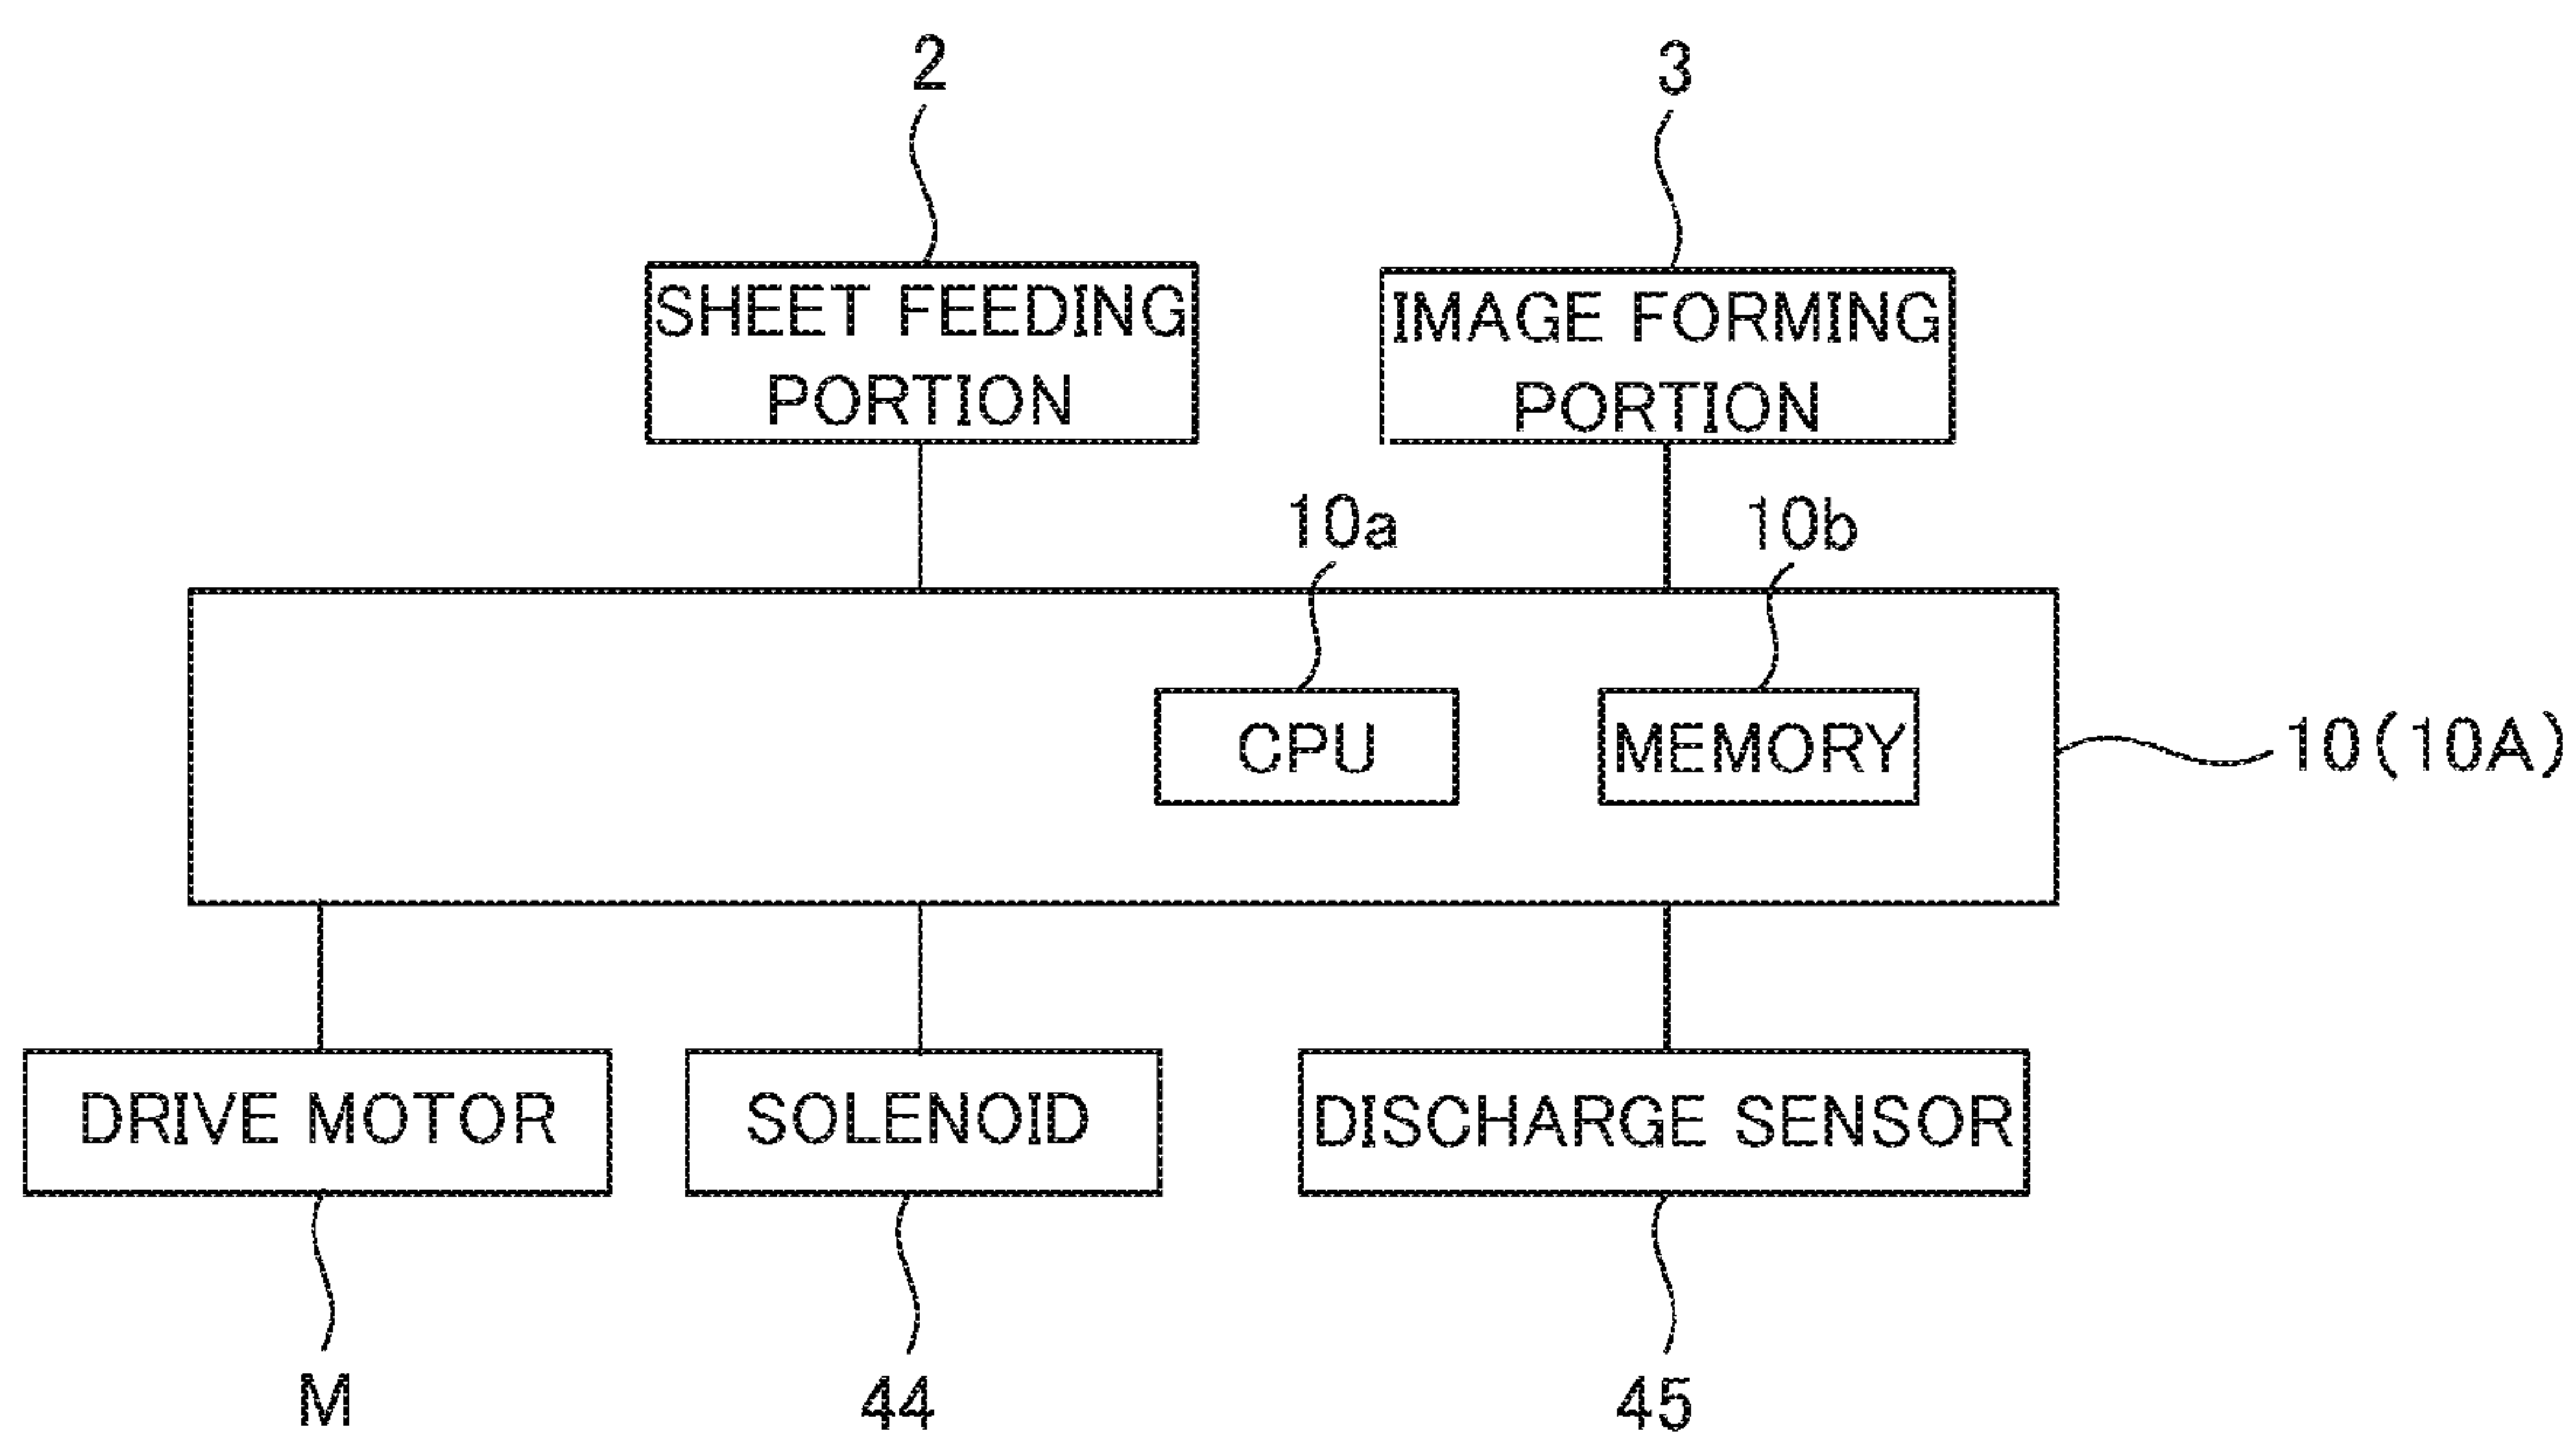 2
3
SHEET FEEDING
PORTION
IMAGE FORMING
PORTION
10a
10b
CPU
MEMORY
10(10A)
DRIVE MOTOR
SOLENOID
DISCHARGE SENSOR
M
44
45